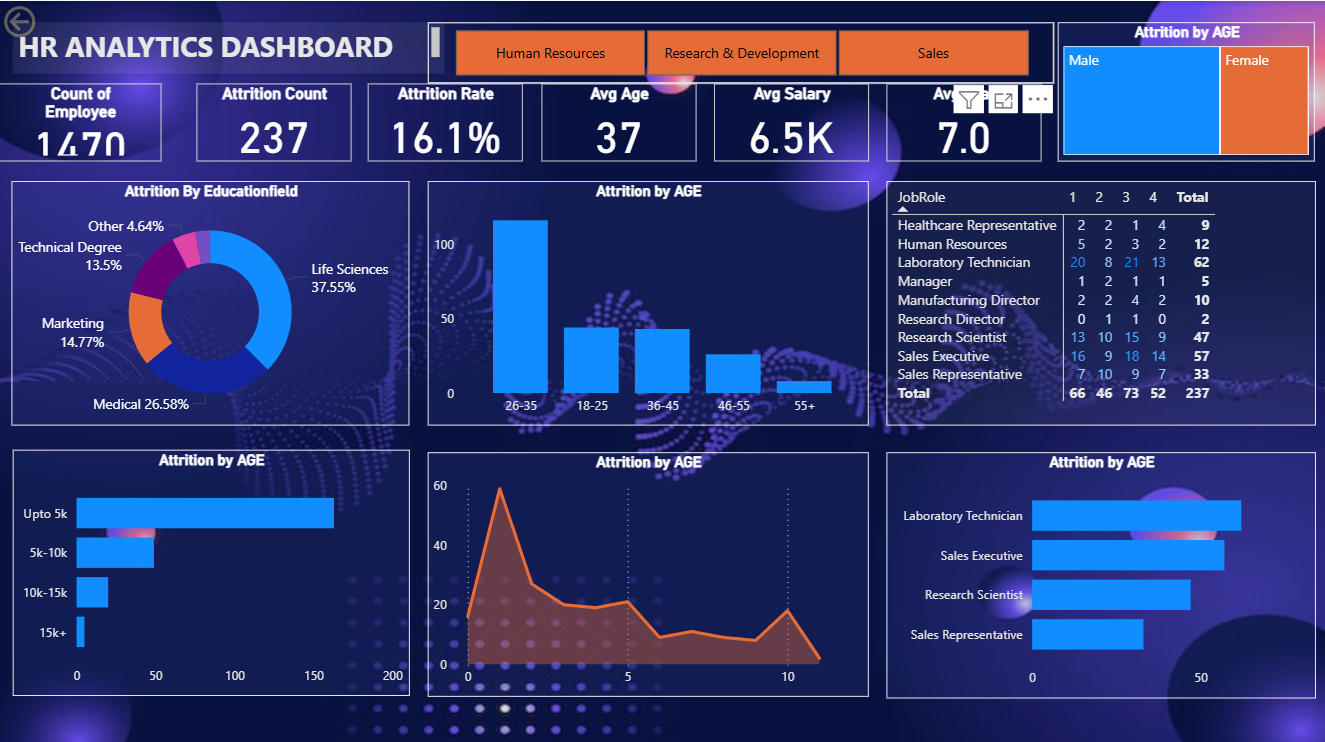 HR ANALYTICS DASHBOARD
Human Resources
Research & Development
Sales
Attrition by AGE
Male
Female
Count of
Employee
1470
Attrition Count
237
Attrition Rate
16.1%
Avg Age
37
Avg Salary
6.5K
7.0
Attrition By Educationfield
Other 4.64%
Technical Degree
13.5%
Life Sciences
37.55%
Marketing
14.77%
Medical 26.58%
Attrition by AGE
100
50
0
26-35 18-25 36-45 46-55 55+
JobRole 1 2 3 4 Total
Healthcare Representative 2 2 1 4 9
Human Resources 5 2 3 2 12
Laboratory Technician 20 8 21 13 62
Manager 1 2 1 1 5
Manufacturing Director 2 2 4 2 10
Research Director 0 1 1 0 2
Research Scientist 13 10 15 9 47
Sales Executive 16 9 18 14 57
Sales Representative 7 10 9 7 33
Total 66 46 73 52 237
Attrition by AGE
Upto 5k
5k-10k
10k-15k
15k+
0 50 100 150 200
Attrition by AGE
60
40
20
0
0 5 10
Attrition by AGE
Laboratory Technician
Sales Executive
Research Scientist
Sales Representative
0 50